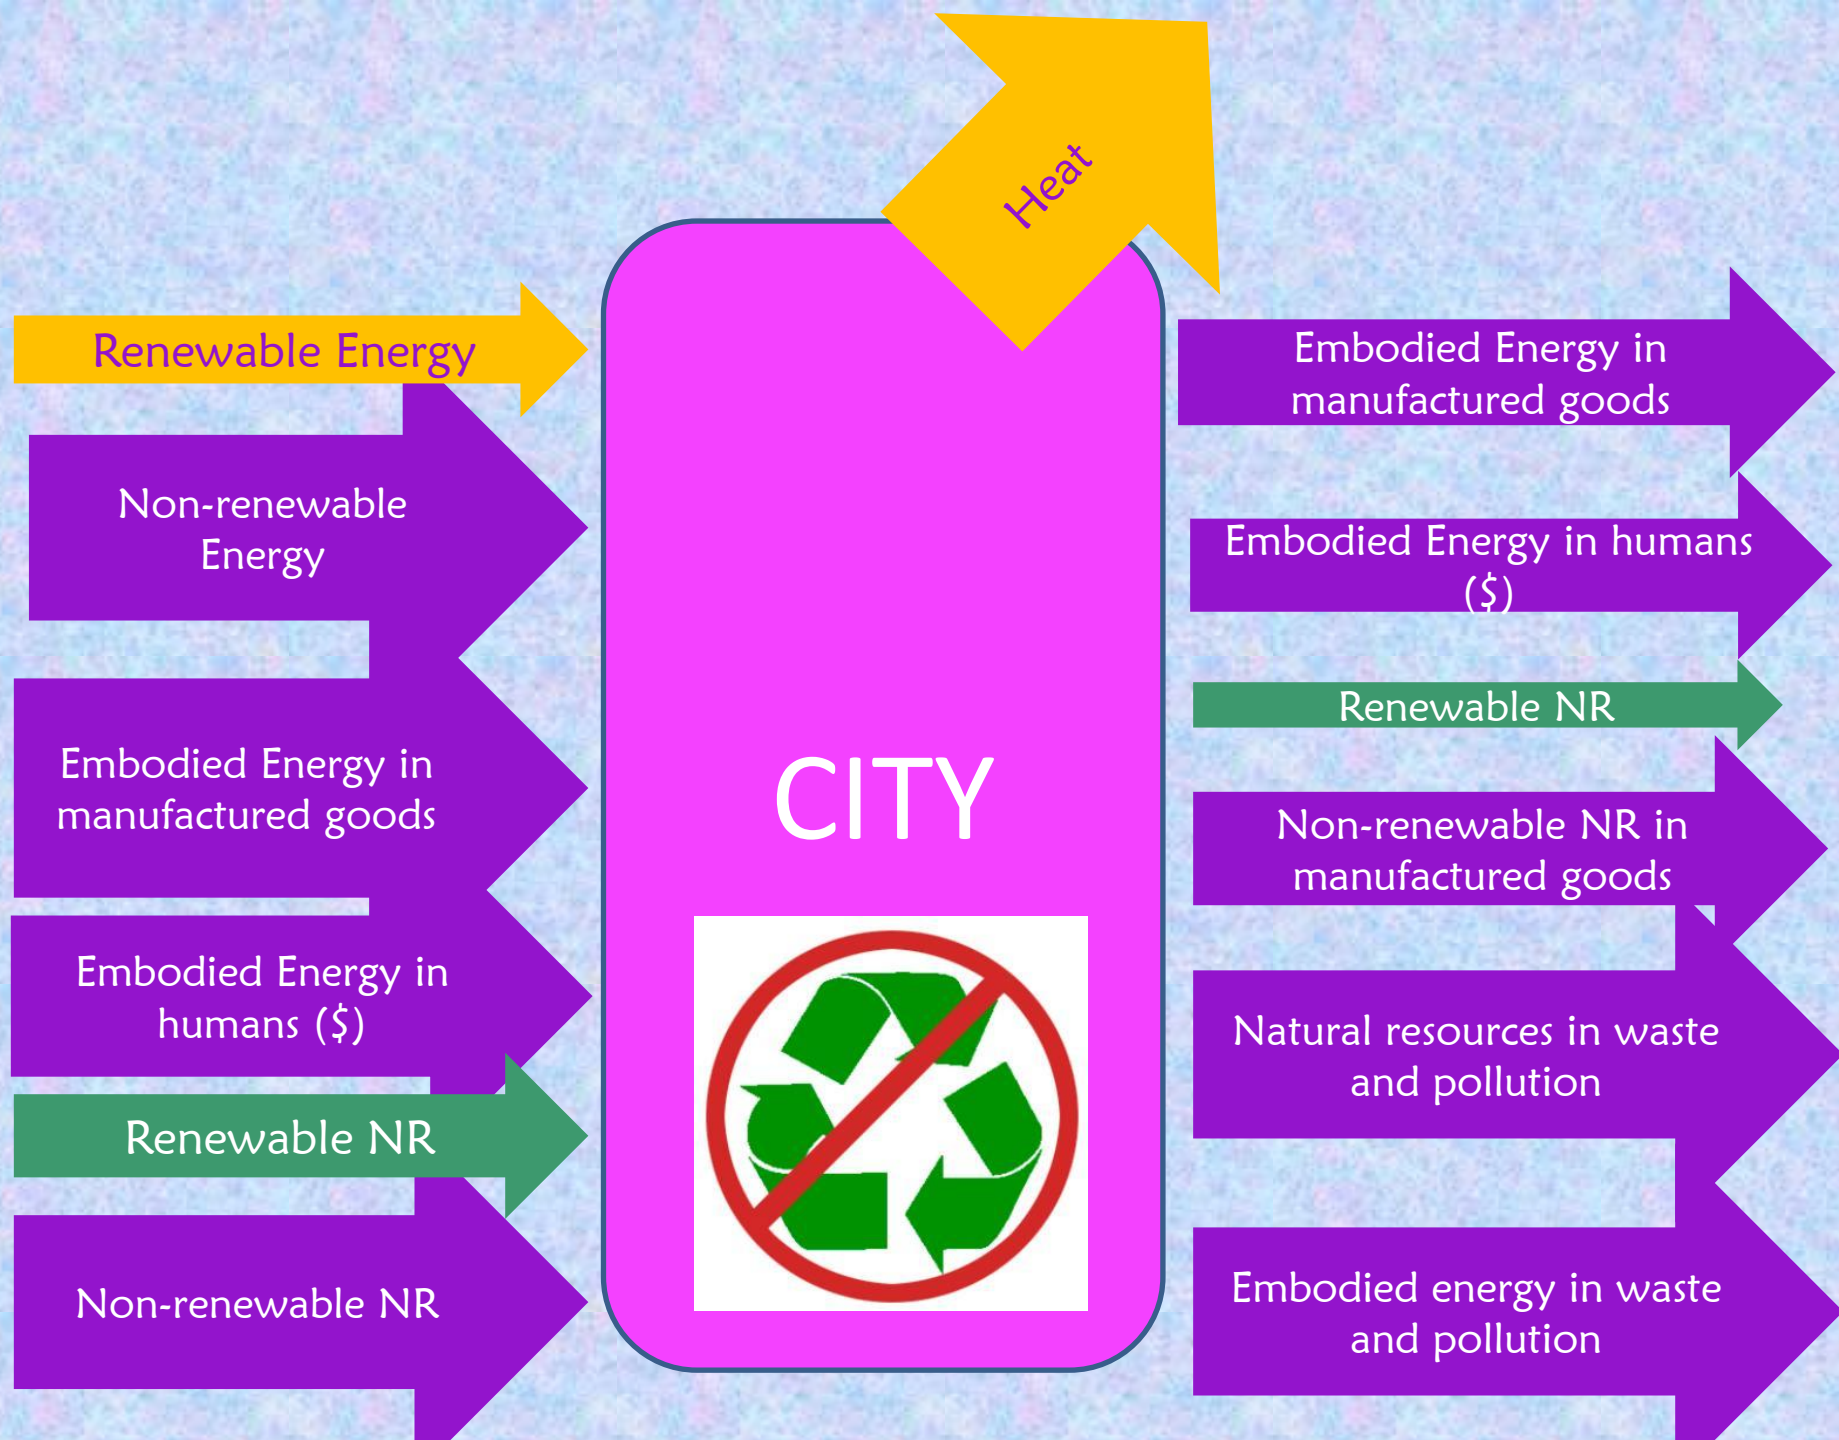 Heat
Renewable Energy
Non-renewable
Energy
Embodied Energy in
manufactured goods
Embodied Energy in
humans ($)
Renewable NR
Non-renewable NR
CITY
Embodied Energy in
manufactured goods
Embodied Energy in humans
($)
Renewable NR
Non-renewable NR in
manufactured goods
Natural resources in waste
and pollution
Embodied energy in waste
and pollution